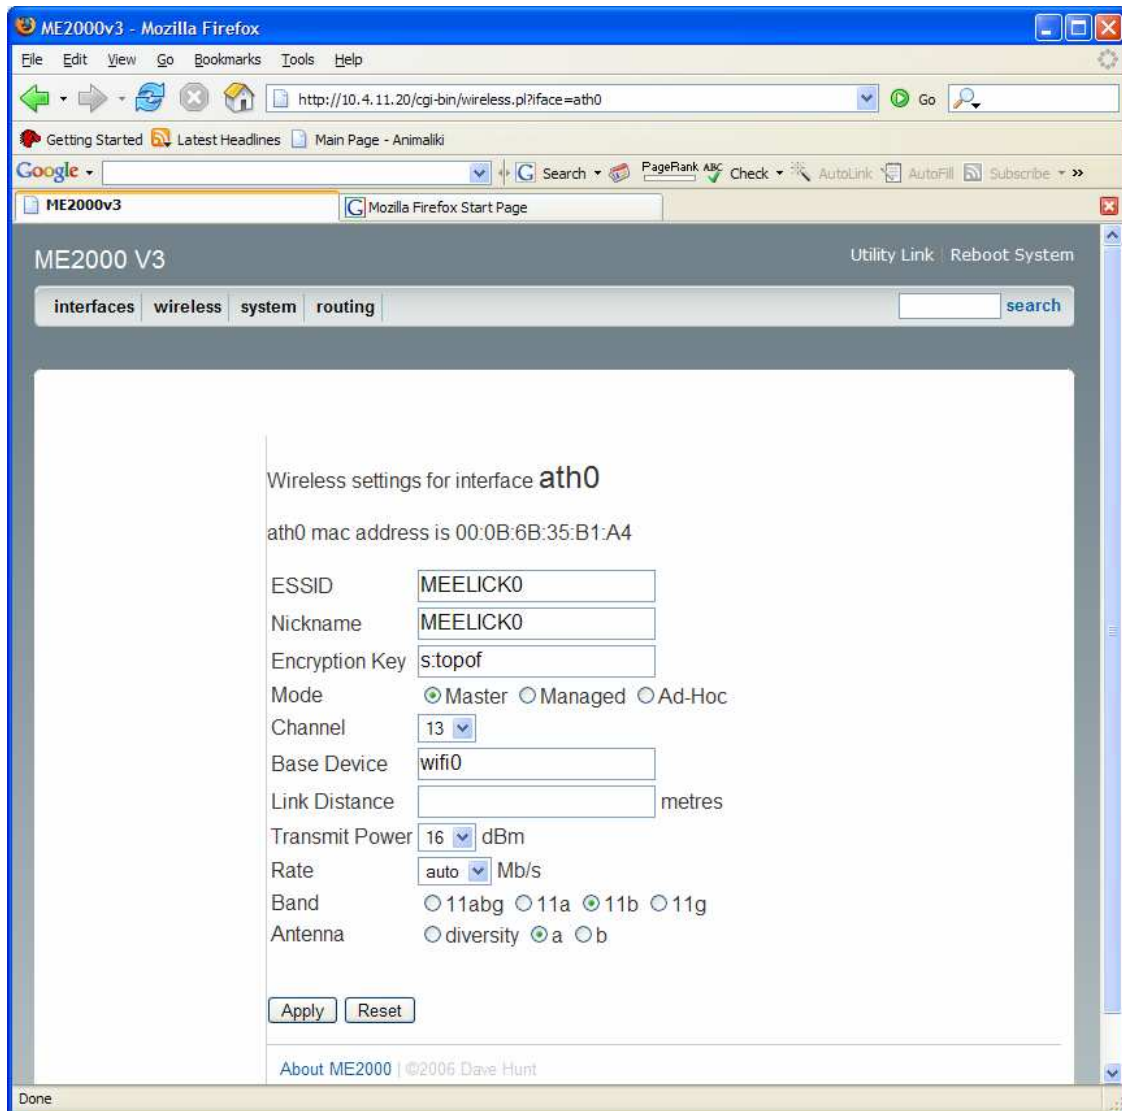 ME2000v3 - Mozilla Firefox
File Edit View Go Bookmarks Tools Help
http://10.4.11.20/cgi-bin/wireless.pl?iface=ath0 Go
Getting Started Latest Headlines Main Page - Animaliki
Google Search PageRank ABC Check AutoLink AutoFill Subscribe
ME2000v3 G Mozilla Firefox Start Page
ME2000 V3 Utility Link | Reboot System
interfaces wireless system routing search
Wireless settings for interface ath0
ath0 mac address is 00:0B:6B:35:B1:A4
ESSID MEELICK0
Nickname MEELICK0
Encryption Key s:topof
Mode Master Managed Ad-Hoc
Channel 13
Base Device wifi0
Link Distance metres
Transmit Power 16 dBm
Rate auto Mb/s
Band 11abg 11a 11b 11g
Antenna diversity a b
Apply Reset
About ME2000 | ©2006 Dave Hunt
Done